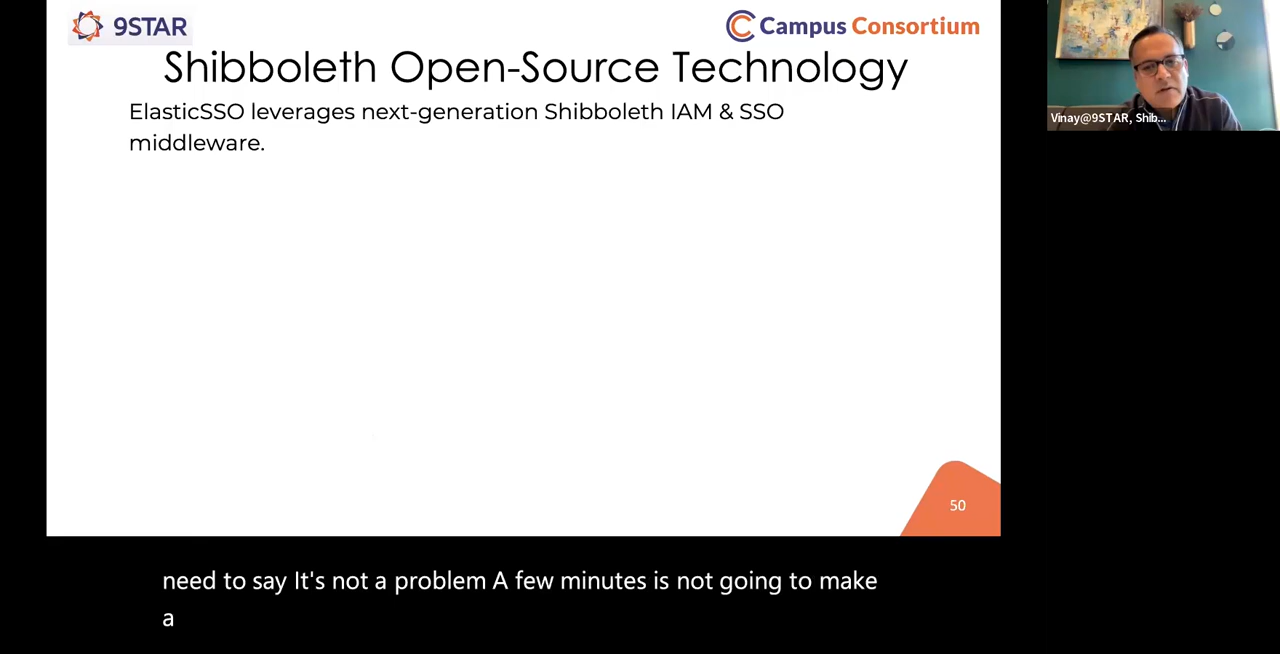 9STAR
Campus Consortium
Shibboleth Open-Source Technology
ElasticSSO leverages next-generation Shibboleth IAM & SSO
middleware.
Vinay@9STAR, Shib...
50
need to say It's not a problem A few minutes is not going to make
a